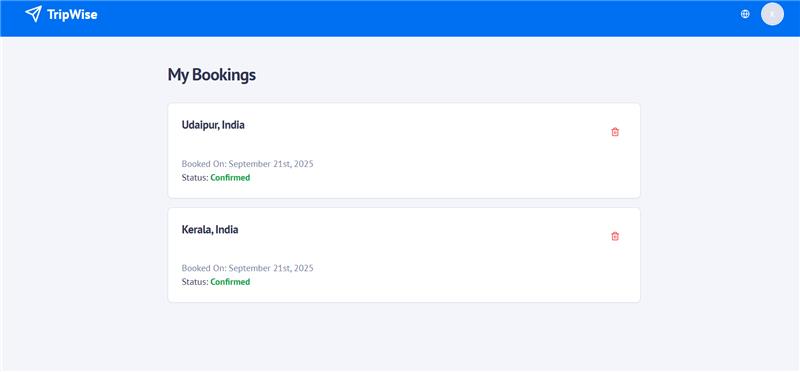 TripWise
My Bookings
Udaipur, India
Booked On: September 21st, 2025
Status: Confirmed
Kerala, India
Booked On: September 21st, 2025
Status: Confirmed